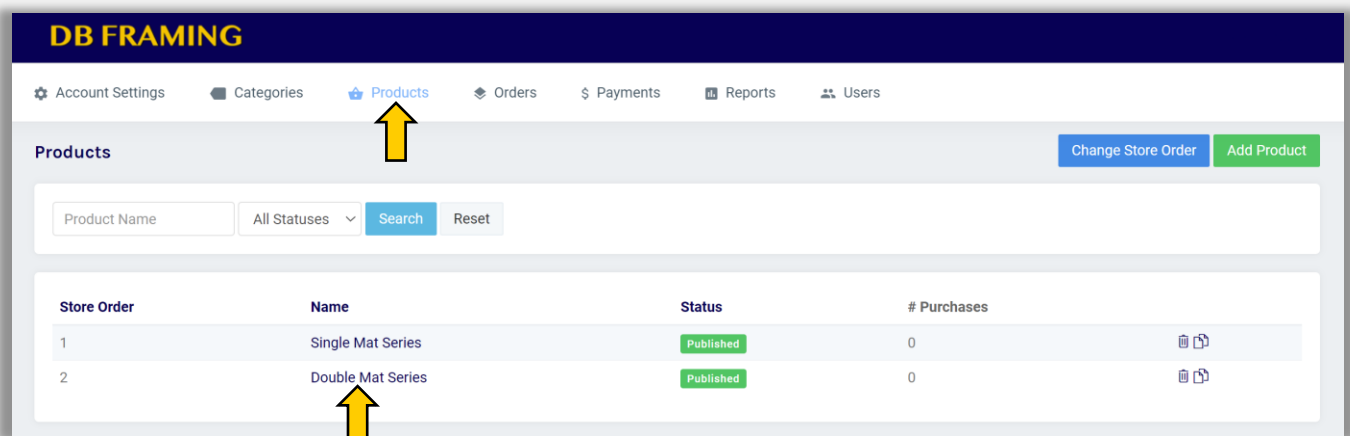 DB FRAMING
Account Settings Categories Products Orders $ Payments Reports Users
Products Change Store Order Add Product
Product Name All Statuses Search Reset
Store Order Name Status # Purchases
1 Single Mat Series Published 0
2 Double Mat Series Published 0